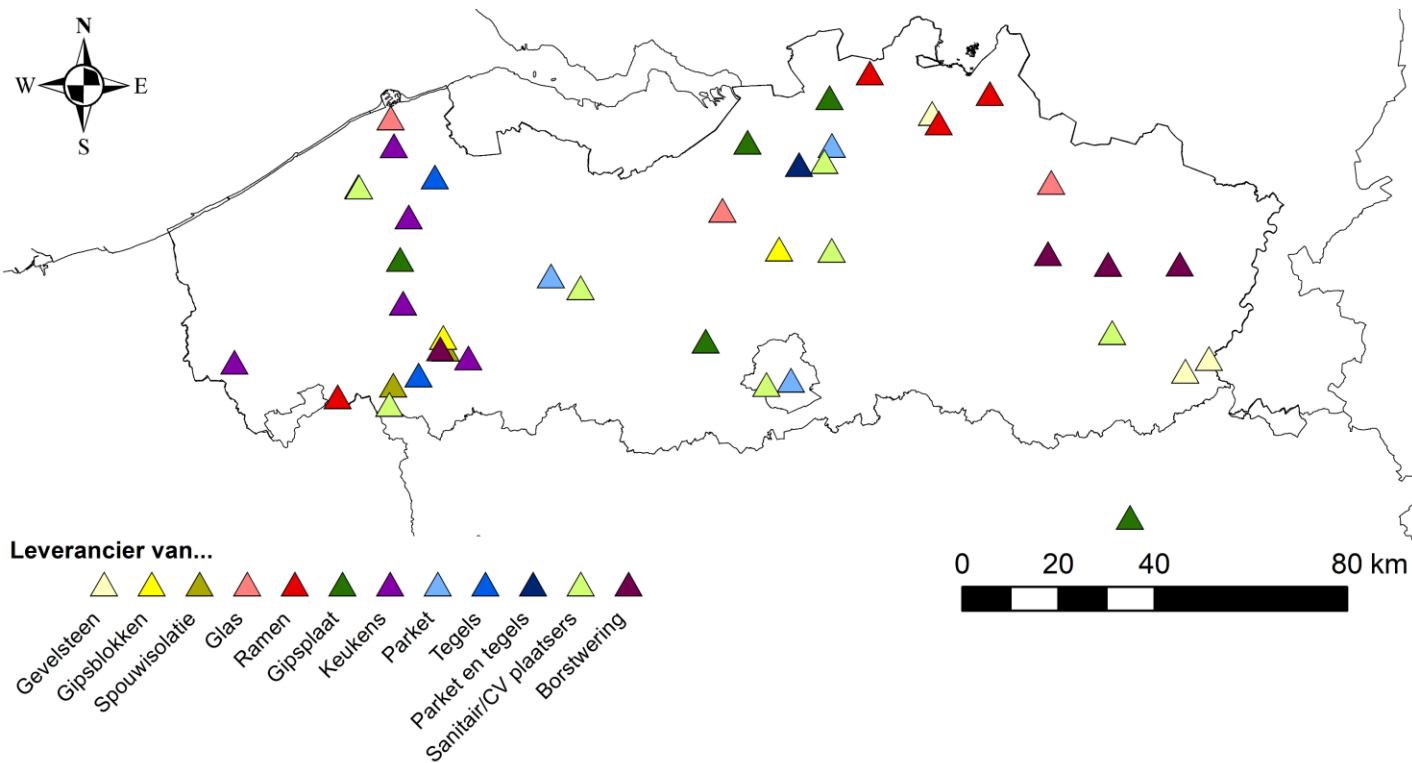 N
W E
S
Leverancier van...
0 20 40 80 km
Gevelsteen
Gipsblokken
Spouwisolatie
Glas
Ramen
Gipsplaat
Keukens
Parket
Tegels
Parket en tegels
Sanitair/CV plaatsers
Borstwering